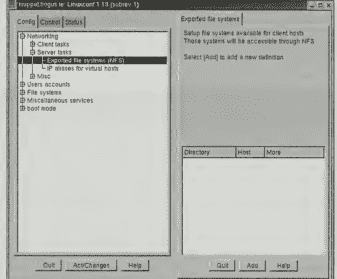 Linuxconf 1.13 (subrev 1)
Config Control Status
Networking
Client tasks
Server tasks
Exported file systems (NFS)
IP aliases for virtual hosts
Misc
Users accounts
File systems
Miscellaneous services
boot mode
Quit Act/Changes Help
Exported file systems
Setup file systems available for client hosts
Those systems will be accessible through NFS
Select [Add] to add a new definition
Directory Host More
Quit Add Help